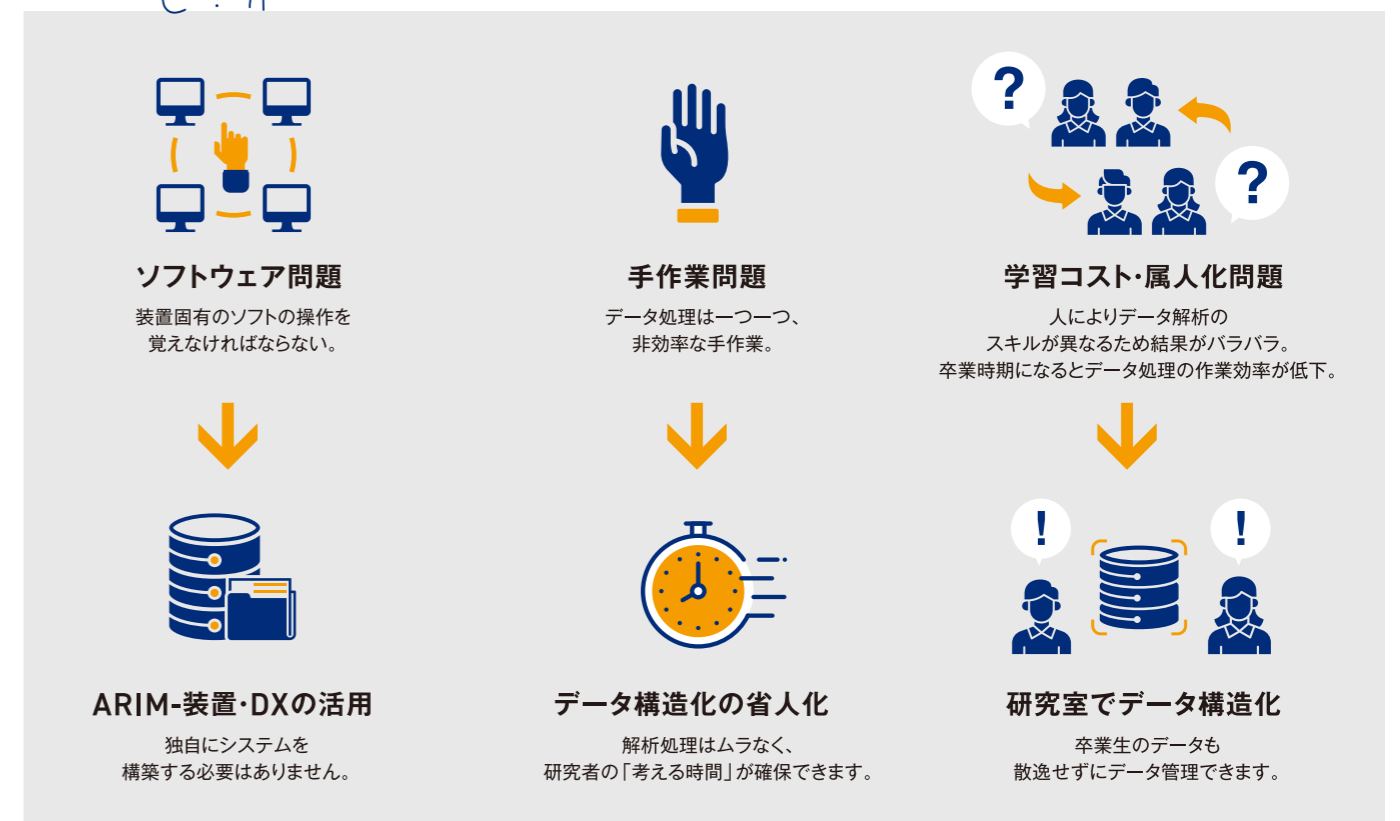 ?
?
ソフトウェア問題
装置固有のソフトの操作を
覚えなければならない。
手作業問題
データ処理は一つ一つ、
非効率な手作業。
学習コスト・属人化問題
人によりデータ解析の
スキルが異なるため結果がバラバラ。
卒業時期になるとデータ処理の作業効率が低下。
!
!
ARIM-装置・DXの活用
独自にシステムを
構築する必要はありません。
データ構造化の省人化
解析処理はムラなく、
研究者の「考える時間」が確保できます。
研究室でデータ構造化
卒業生のデータも
散逸せずにデータ管理できます。